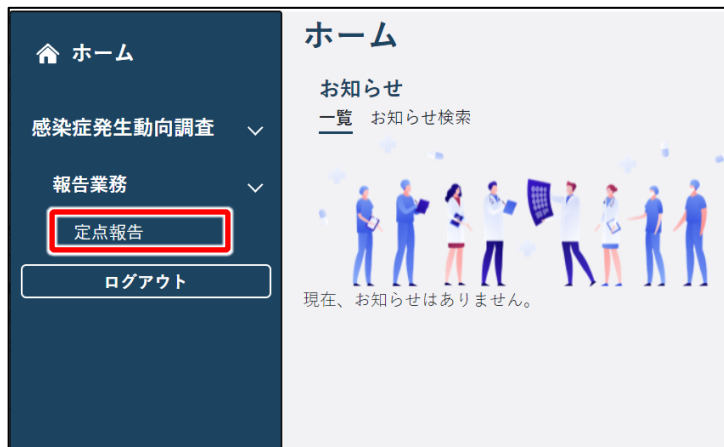 ホーム
感染症発生動向調査
報告業務
定点報告
ログアウト
ホーム
お知らせ
一覧 お知らせ検索
現在、お知らせはありません。